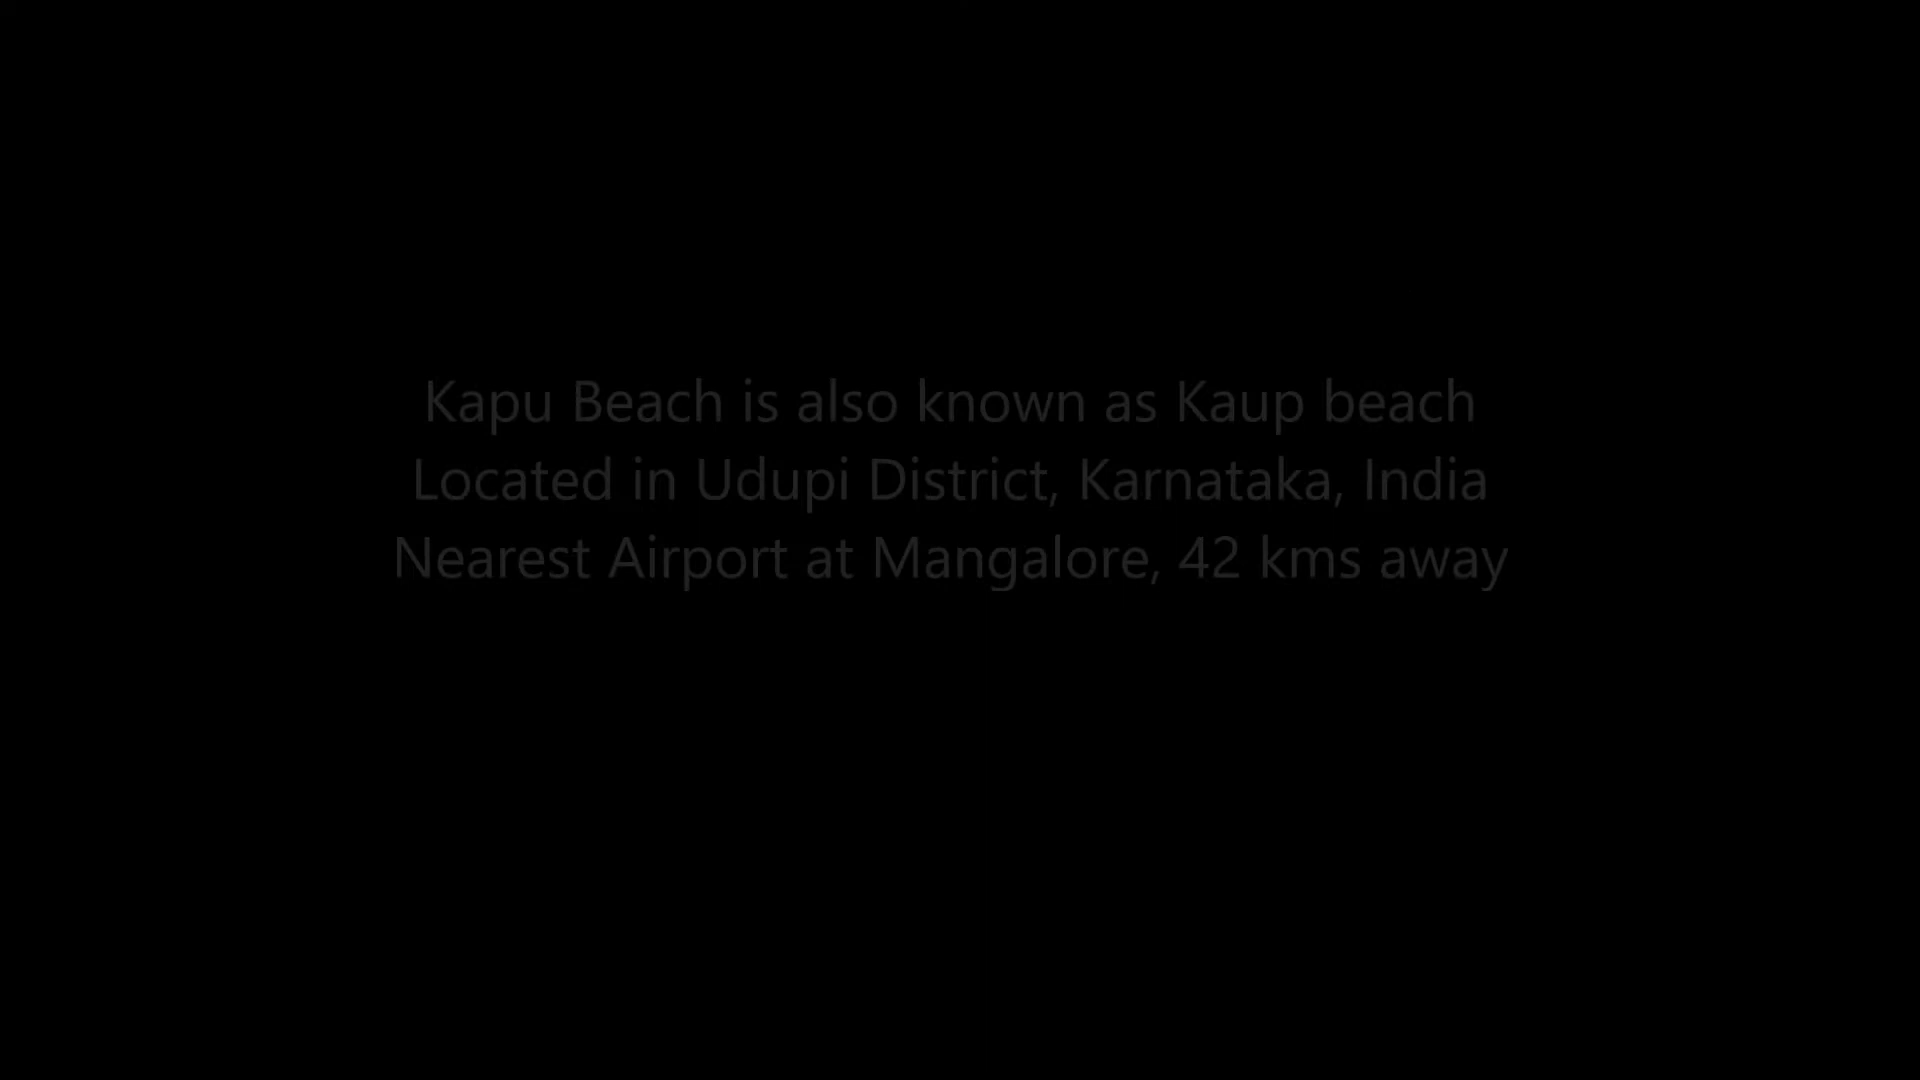 Kapu Beach is also known as Kaup beach
Located in Udupi District, Karnataka, India
Nearest Airport at Mangalore, 42 kms away